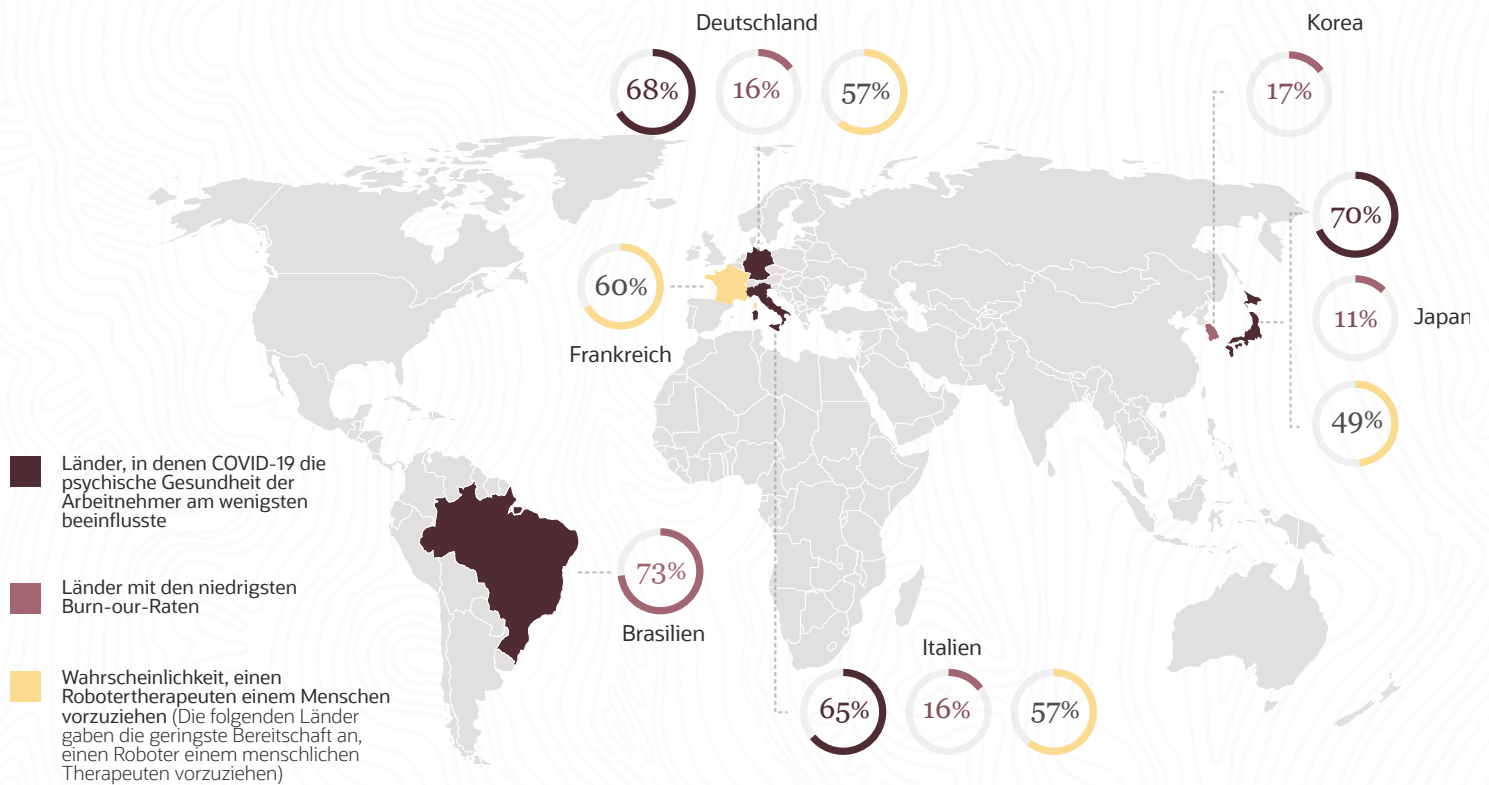 Deutschland
68%
16%
57%
Korea
17%
70%
11%
Japan
49%
60%
Frankreich
Länder, in denen COVID-19 die
psychische Gesundheit der
Arbeitnehmer am wenigsten
beeinflusste
Länder mit den niedrigsten
Burn-our-Raten
Wahrscheinlichkeit, einen
Robotertherapeuten einem Menschen
vorzuziehen (Die folgenden Länder
gaben die geringste Bereitschaft an,
einen Roboter einem menschlichen
Therapeuten vorzuziehen)
73%
Brasilien
Italien
65%
16%
57%